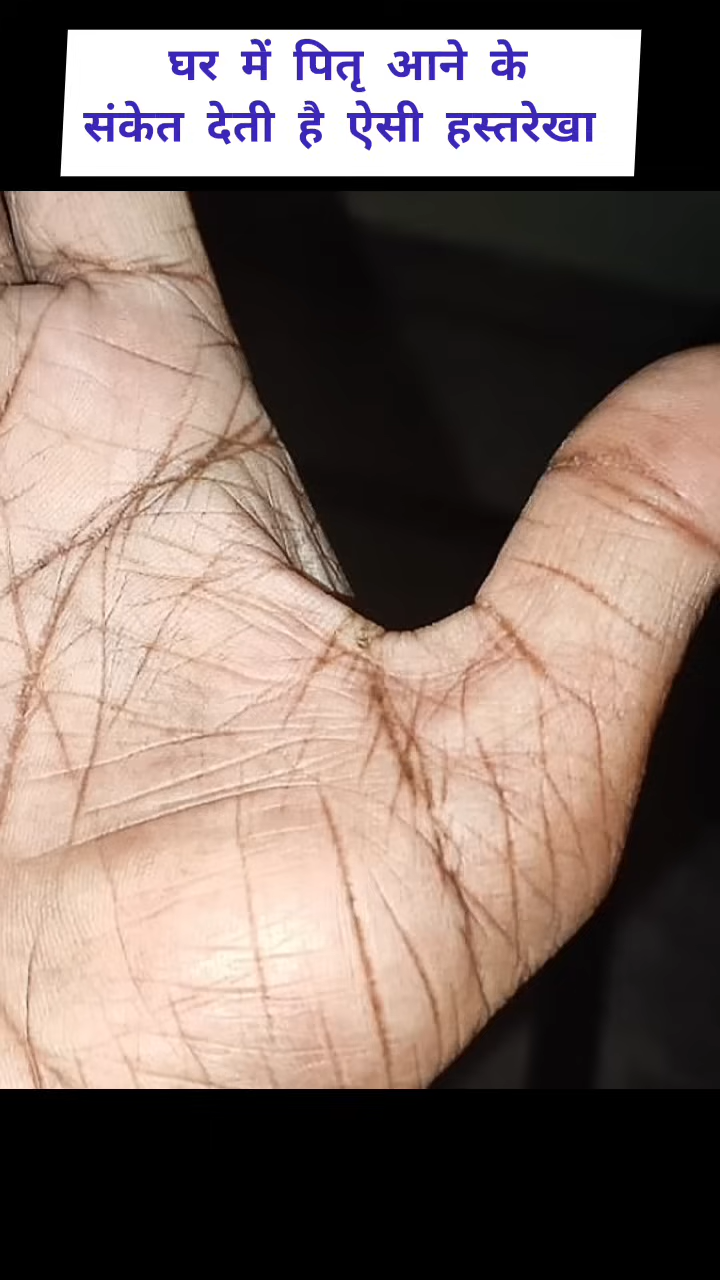 घर में पितृ आने के
संकेत देती है ऐसी हस्तरेखा